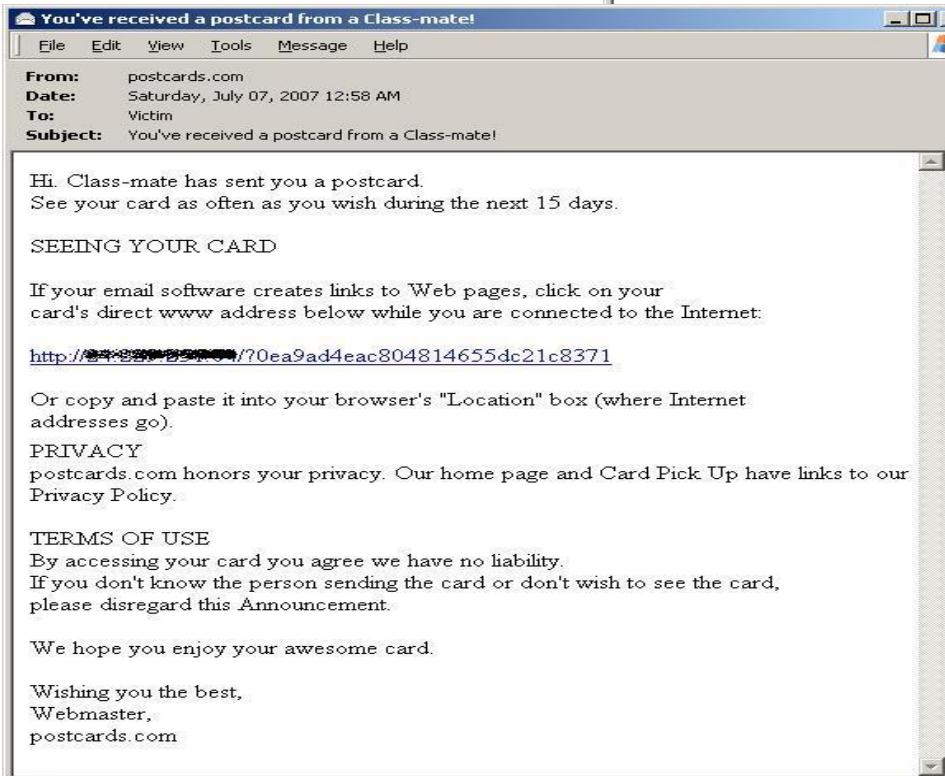 You've received a postcard from a Class-mate!
File Edit View Tools Message Help
From: postcards.com
Date: Saturday, July 07, 2007 12:58 AM
To: Victim
Subject: You've received a postcard from a Class-mate!
Hi. Class-mate has sent you a postcard.
See your card as often as you wish during the next 15 days.
SEEING YOUR CARD
If your email software creates links to Web pages, click on your
card's direct www address below while you are connected to the Internet:
http:// /?0ea9ad4eac804814655dc21c8371
Or copy and paste it into your browser's "Location" box (where Internet
addresses go).
PRIVACY
postcards.com honors your privacy. Our home page and Card Pick Up have links to our
Privacy Policy.
TERMS OF USE
By accessing your card you agree we have no liability.
If you don't know the person sending the card or don't wish to see the card,
please disregard this Announcement.
We hope you enjoy your awesome card.
Wishing you the best,
Webmaster,
postcards.com